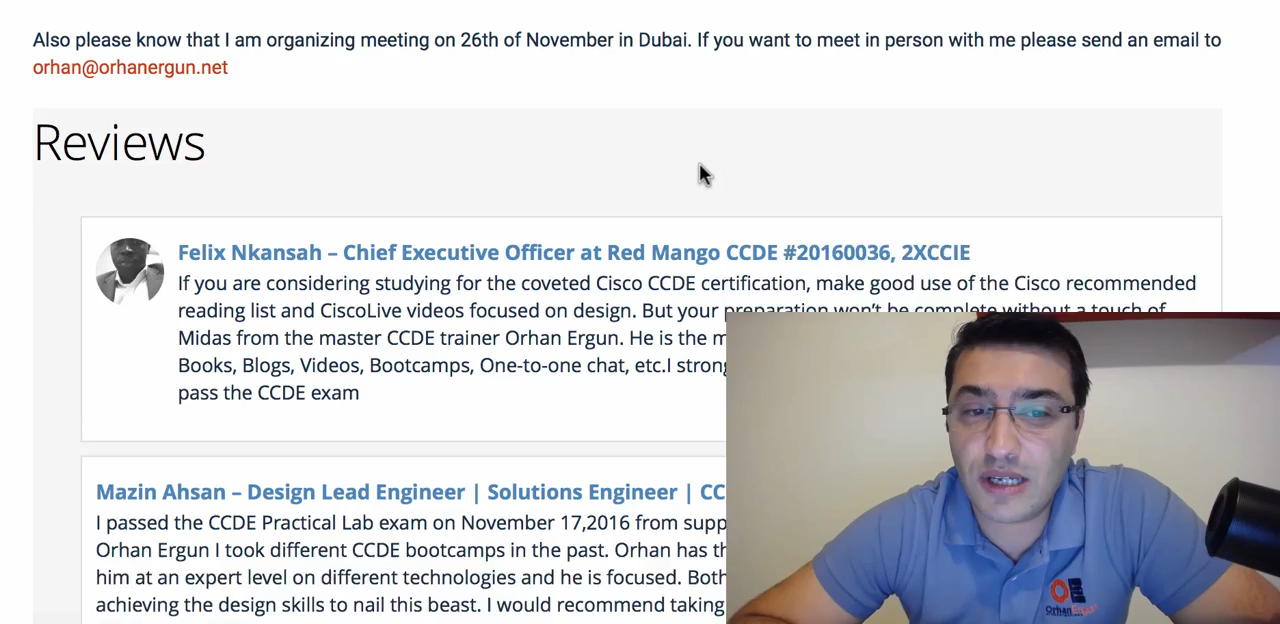 Also please know that I am organizing meeting on 26th of November in Dubai. If you want to meet in person with me please send an email to
orhan@orhanergun.net
Reviews
Felix Nkansah – Chief Executive Officer at Red Mango CCDE #20160036, 2XCCIE
If you are considering studying for the coveted Cisco CCDE certification, make good use of the Cisco recommended
reading list and CiscoLive videos focused on design. But your preparation won’t be complete without a touch of
Midas from the master CCDE trainer Orhan Ergun. He is the
Books, Blogs, Videos, Bootcamps, One-to-one chat, etc.I
pass the CCDE exam
Mazin Ahsan – Design Lead Engineer | Solutions Engineer |
I passed the CCDE Practical Lab exam on November 17,2016 from
Orhan Ergun I took different CCDE bootcamps in the past. Orhan has
him at an expert level on different technologies and he is focused.
achieving the design skills to nail this beast. I would recommend taking
OrhanErgun